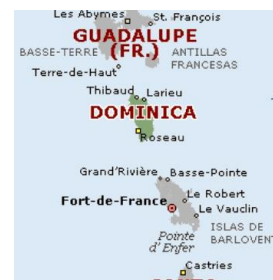 Les Abymes
St. François
GUADALUPE
(FR.)
BASSE-TERRE
ANTILLAS
FRANCESAS
Terre-de-Haut
Thibaud
Larieu
DOMINICA
Roseau
Grand'Rivière
Basse-Pointe
Le Robert
Fort-de-France
Le Vauclin
Pointe
d'Enfer
ISLAS DE
BARLOVENT
Castries